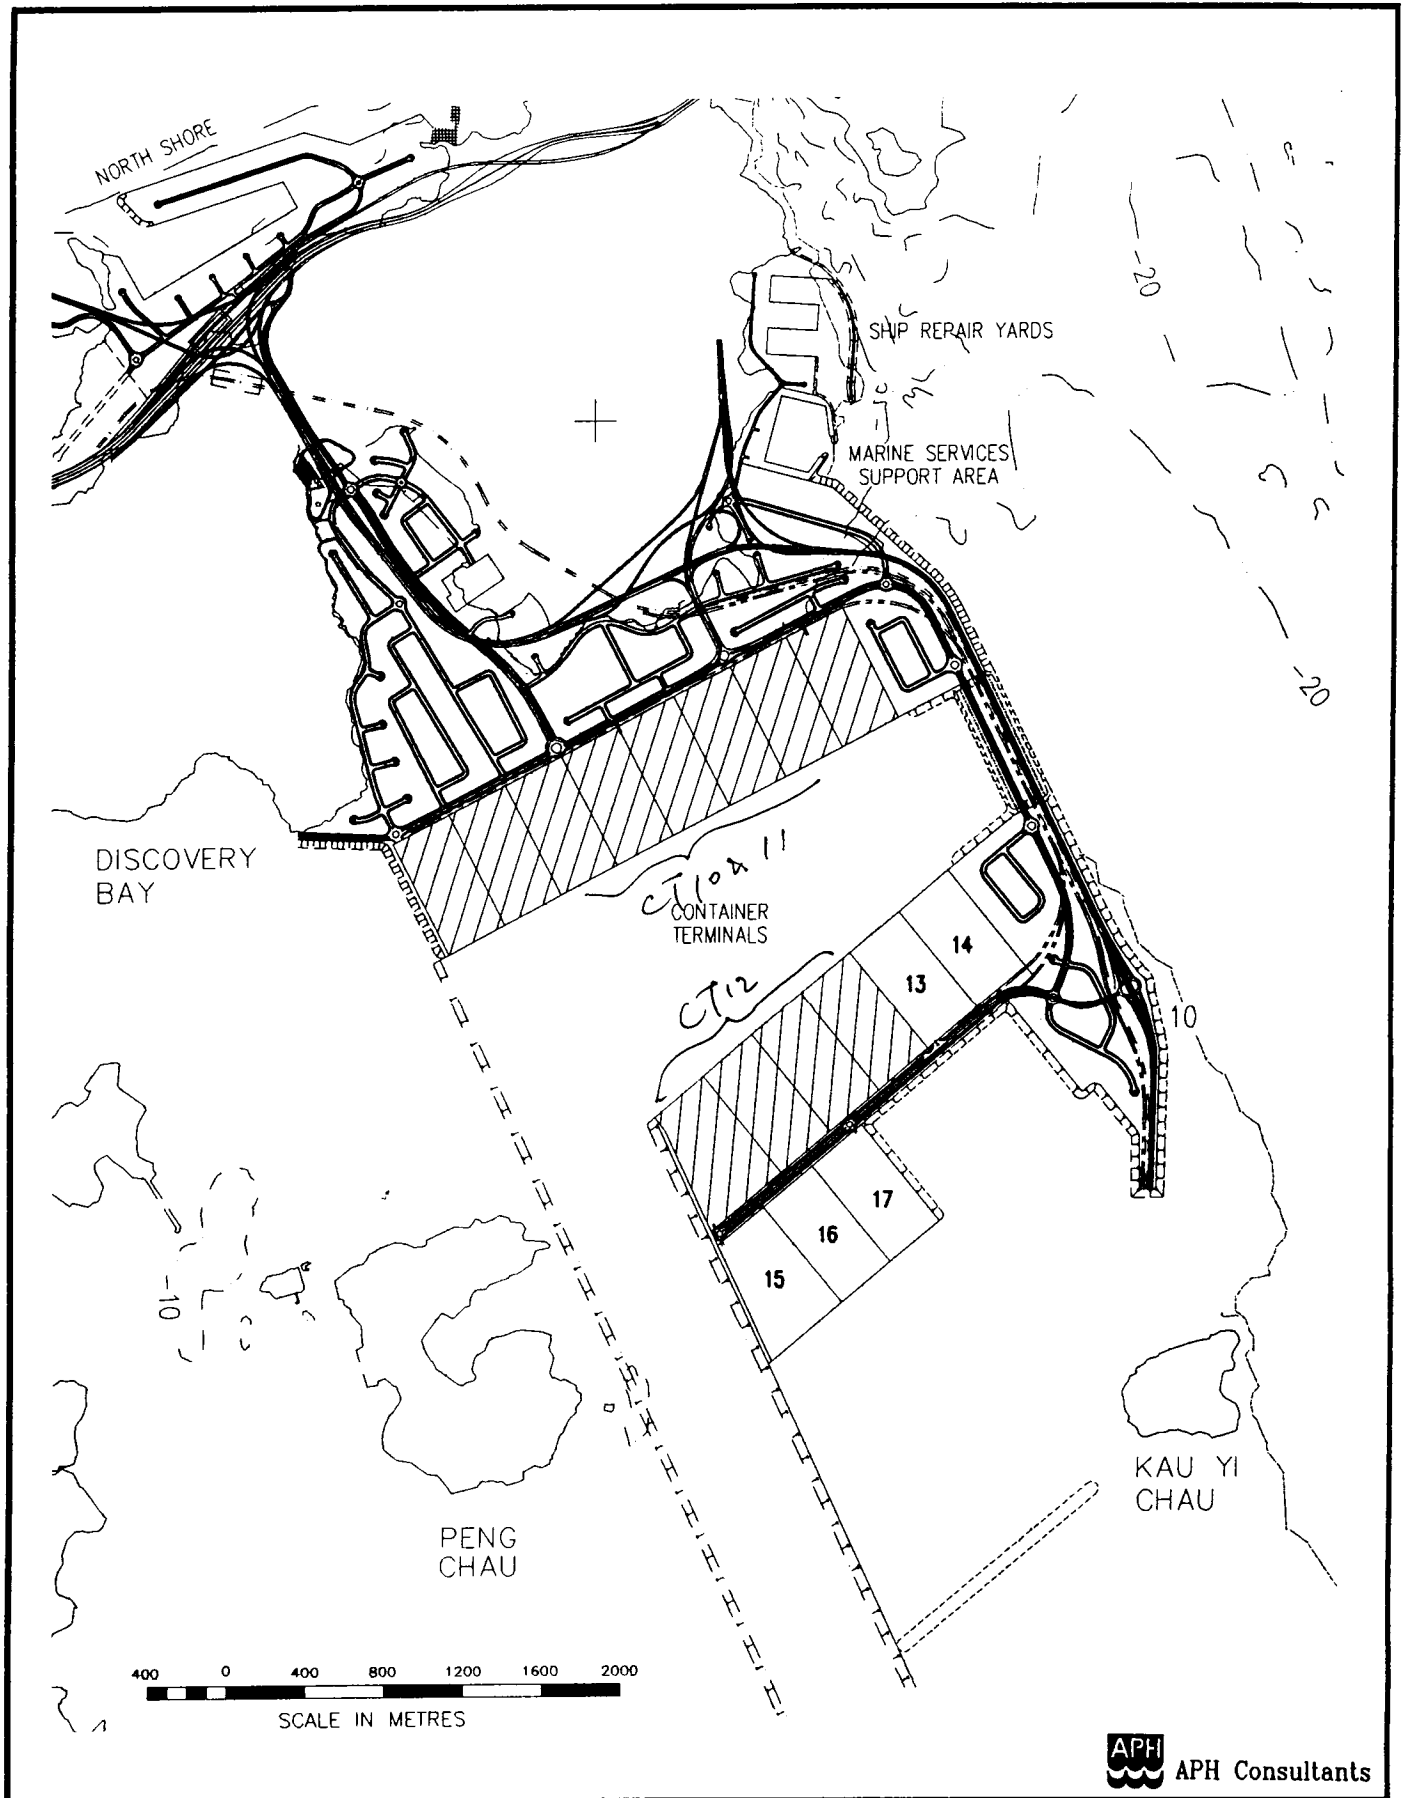 NORTH SHORE
-20
SHIP REPAIR YARDS
MARINE SERVICES
SUPPORT AREA
-20
DISCOVERY
BAY
CT10 & 11
CONTAINER
TERMINALS
14
13
CT12
10
17
16
15
-10
KAU YI
CHAU
PENG
CHAU
400 0 400 800 1200 1600 2000
SCALE IN METRES
APH
APH Consultants